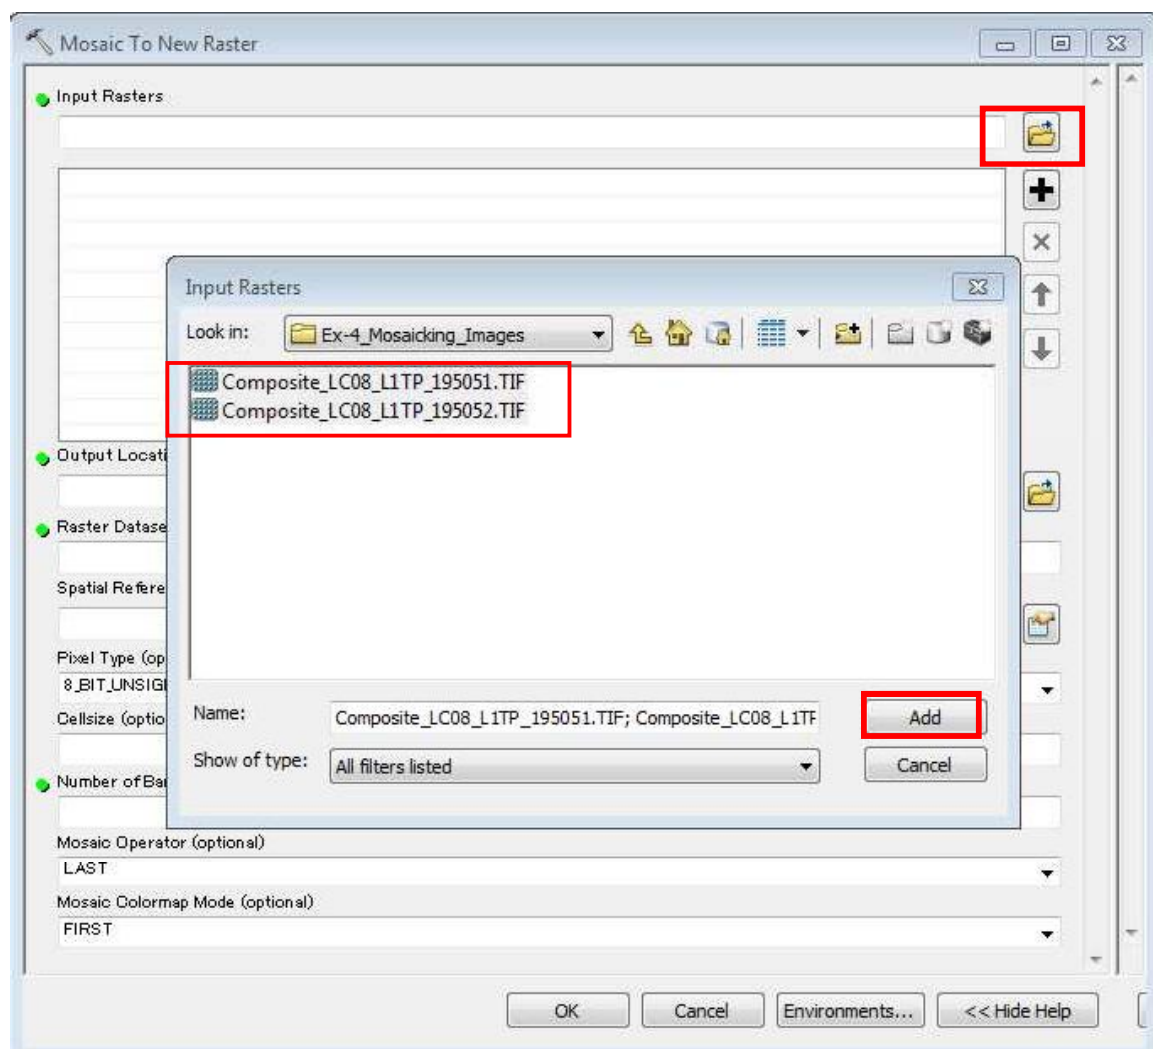 Mosaic To New Raster
Input Rasters
Input Rasters
Look in: Ex-4_Mosaicking_Images
Composite_LC08_L1TP_195051.TIF
Composite_LC08_L1TP_195052.TIF
Output Locati
Raster Datase
Spatial Refere
Pixel Type (op
8_BIT_UNSIG
Name: Composite_LC08_L1TP_195051.TIF; Composite_LC08_L1TF Add
Cellsize (optio
Show of type: All filters listed Cancel
Number of Ba
Mosaic Operator (optional)
LAST
Mosaic Colormap Mode (optional)
FIRST
OK Cancel Environments... << Hide Help